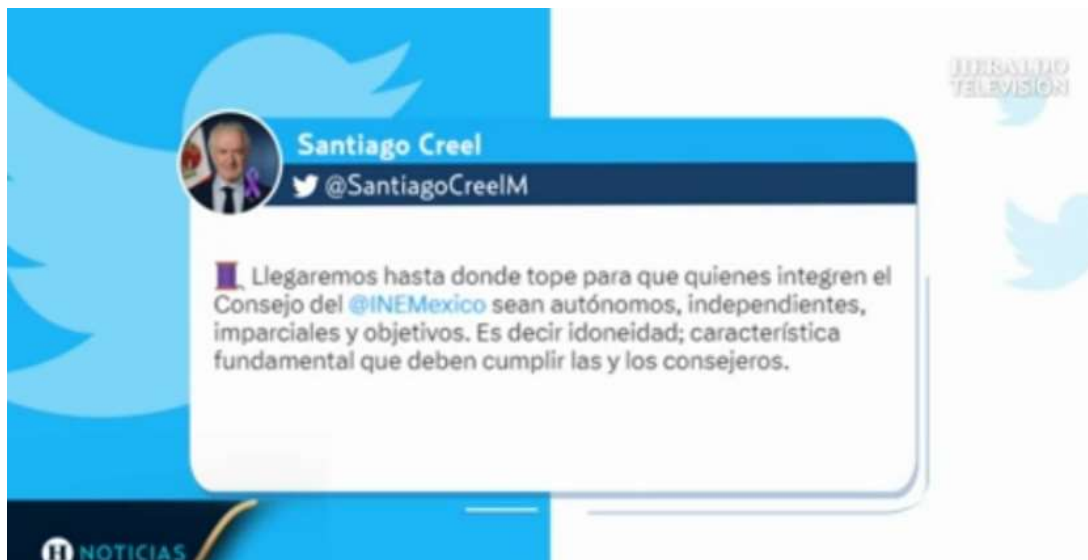 HERALDO
TELEVISIÓN
Santiago Creel
@SantiagoCreelM
🧵 Llegaremos hasta donde tope para que quienes integren el
Consejo del @INEMexico sean autónomos, independientes,
imparciales y objetivos. Es decir idoneidad; característica
fundamental que deben cumplir las y los consejeros.
H NOTICIAS